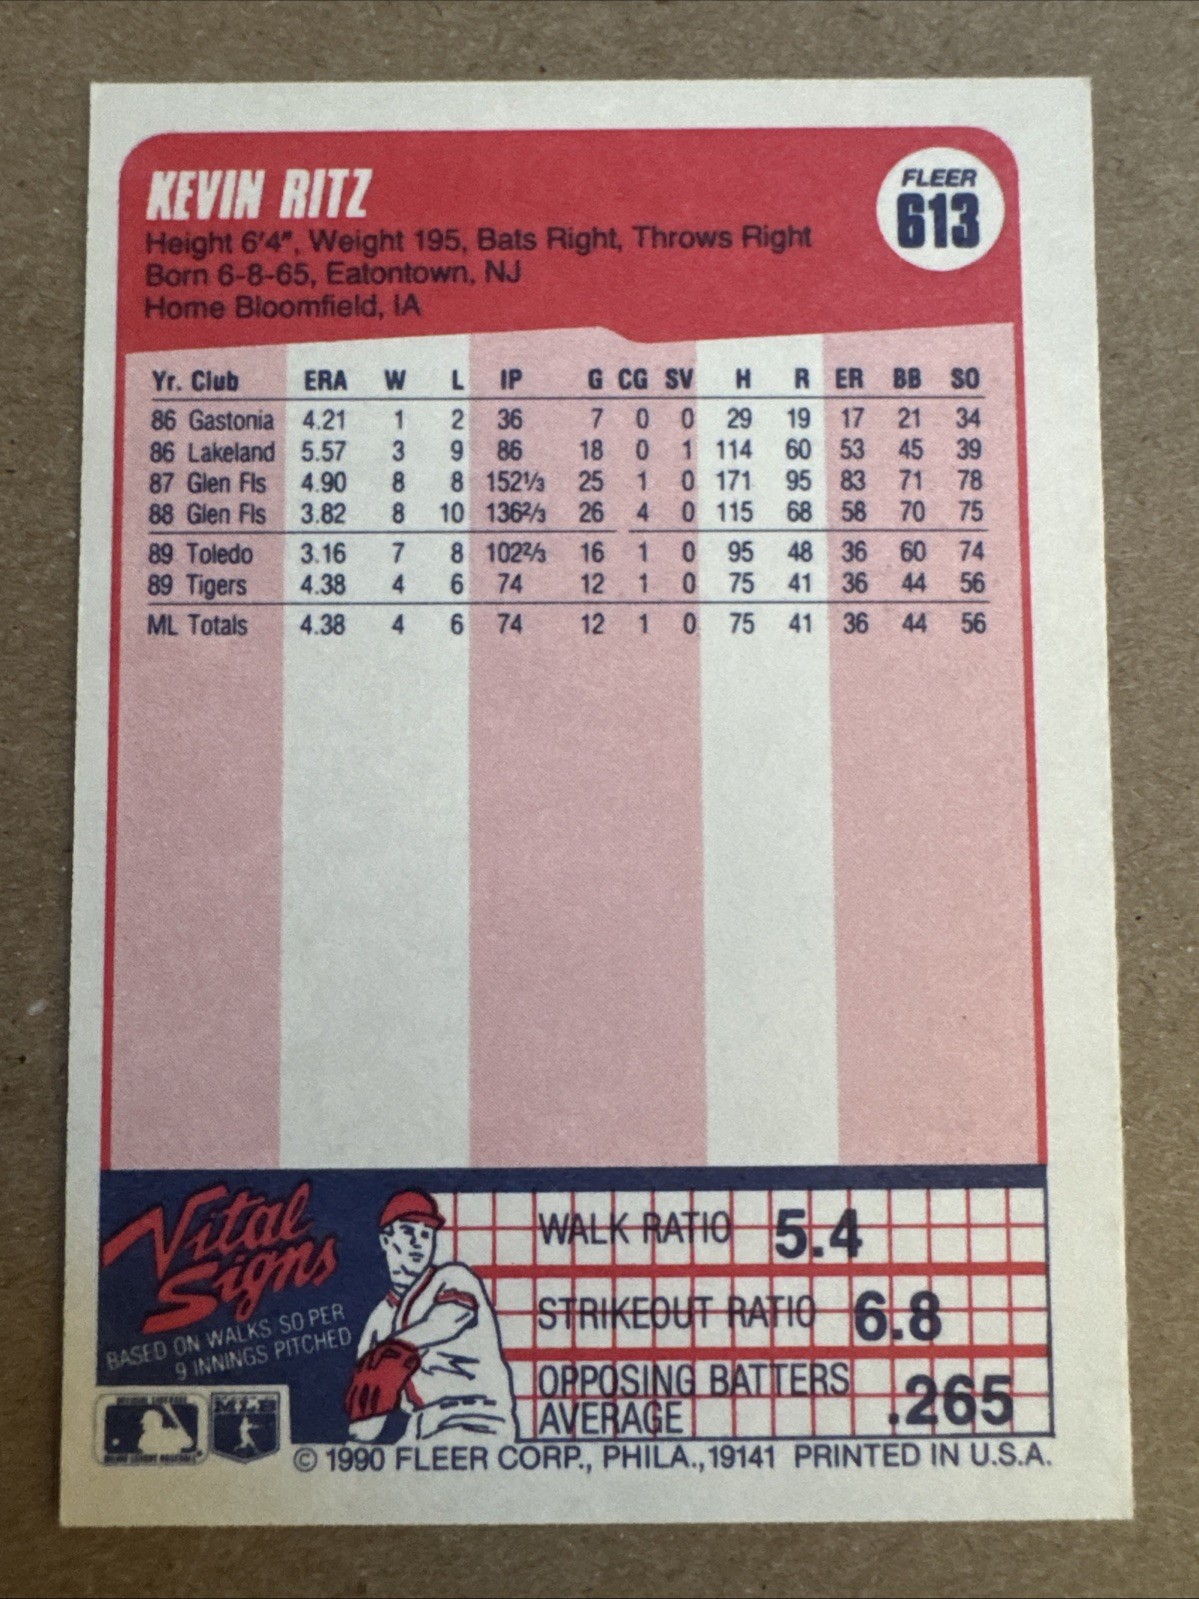 KEVIN RITZ
FLEER
613
Height 6'4", Weight 195, Bats Right, Throws Right
Born 6-8-65, Eatontown, NJ
Home Bloomfield, IA
Yr. Club ERA W L IP G CG SV H R ER BB SO
86 Gastonia 4.21 1 2 36 7 0 0 29 19 17 21 34
86 Lakeland 5.57 3 9 86 18 0 1 114 60 53 45 39
87 Glen Fls 4.90 8 8 152⅓ 25 1 0 171 95 83 71 78
88 Glen Fls 3.82 8 10 136⅔ 26 4 0 115 68 58 70 75
89 Toledo 3.16 7 8 102⅔ 16 1 0 95 48 36 60 74
89 Tigers 4.38 4 6 74 12 1 0 75 41 36 44 56
ML Totals 4.38 4 6 74 12 1 0 75 41 36 44 56
Vital
Signs
BASED ON WALKS, SO PER
9 INNINGS PITCHED
WALK RATIO 5.4
STRIKEOUT RATIO 6.8
OPPOSING BATTERS
AVERAGE .265
MLB
© 1990 FLEER CORP., PHILA., 19141 PRINTED IN U.S.A.